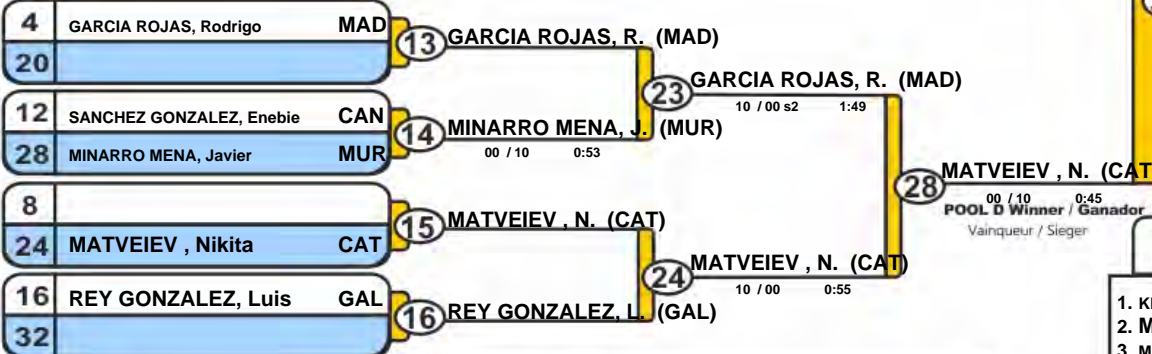 4 GARCIA ROJAS, Rodrigo MAD
20
12 SANCHEZ GONZALEZ, Enebie CAN
28 MINARRO MENA, Javier MUR
8
24 MATVEIEV , Nikita CAT
16 REY GONZALEZ, Luis GAL
32
13 GARCIA ROJAS, R. (MAD)
14 MINARRO MENA, J. (MUR)
00 / 10 0:53
15 MATVEIEV , N. (CAT)
16 REY GONZALEZ, L. (GAL)
23 GARCIA ROJAS, R. (MAD)
10 / 00 s2 1:49
24 MATVEIEV , N. (CAT)
10 / 00 0:55
28 MATVEIEV , N. (CAT
00 / 10 0:45
POOL D Winner / Ganador
Vainqueur / Sieger
1.
2.
3.